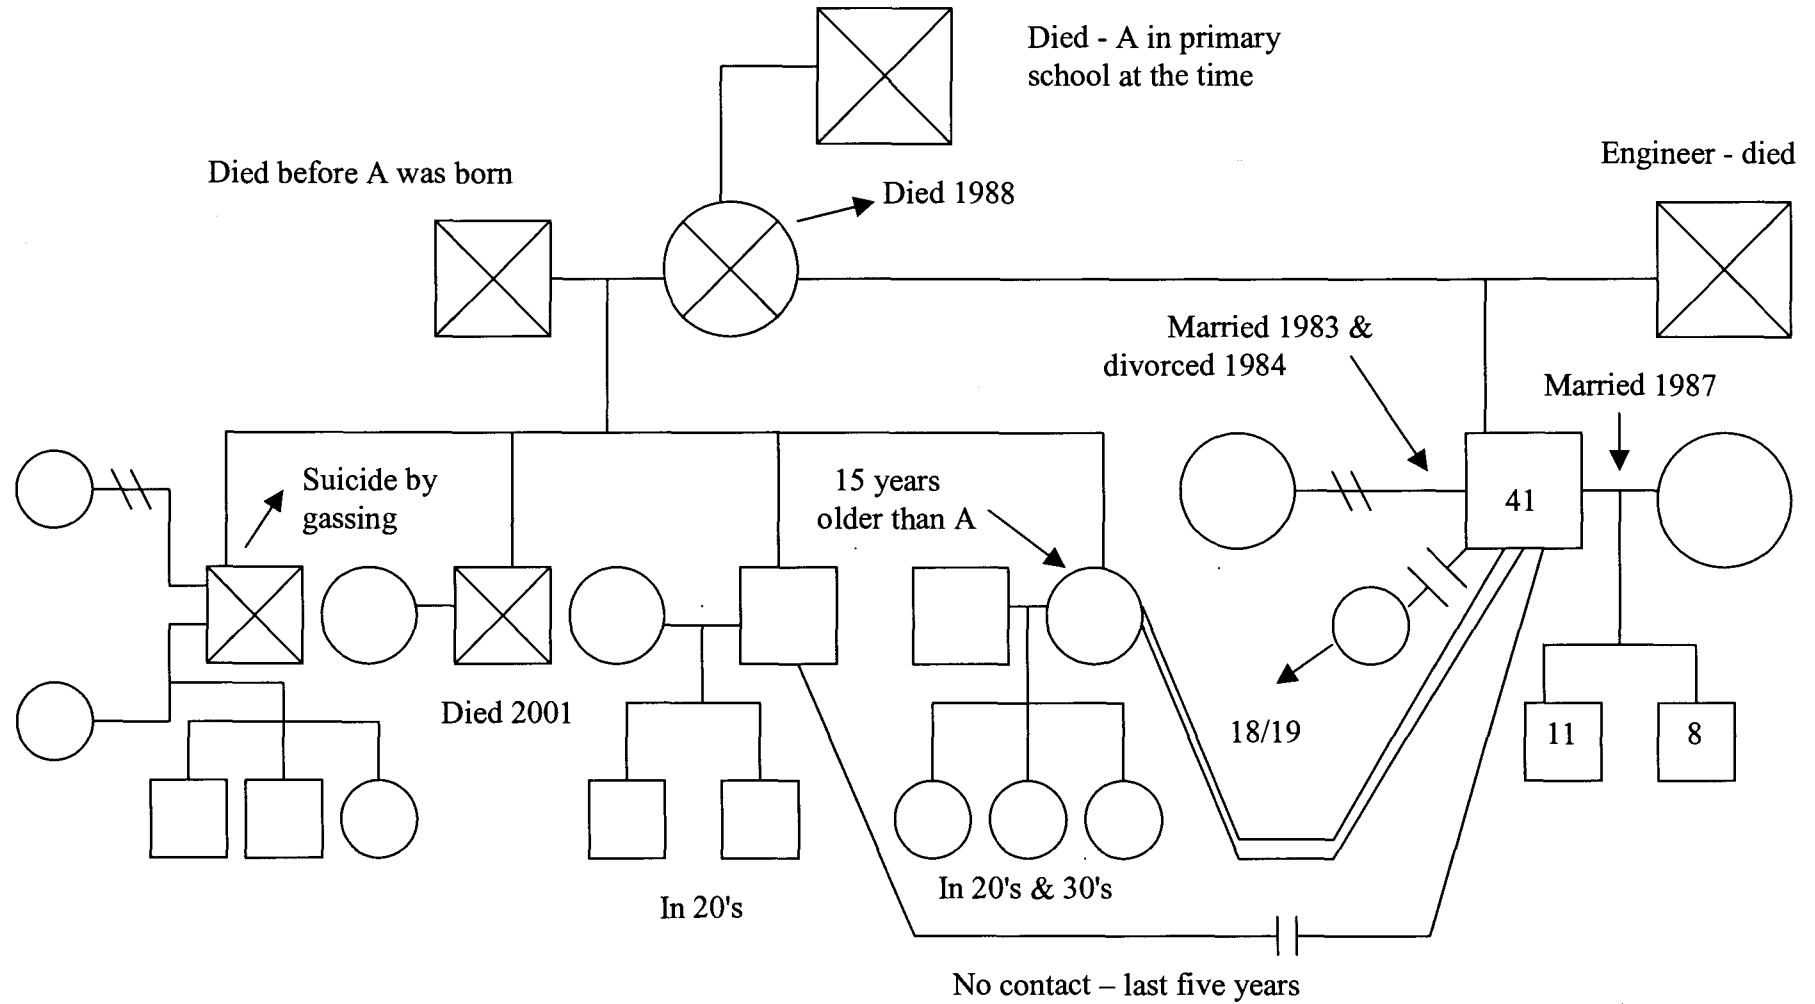 Died - A in primary
school at the time
Engineer - died
Died before A was born
Died 1988
Married 1983 &
divorced 1984
Married 1987
Suicide by
gassing
15 years
older than A
41
Died 2001
18/19
11
8
In 20's & 30's
In 20's
No contact – last five years